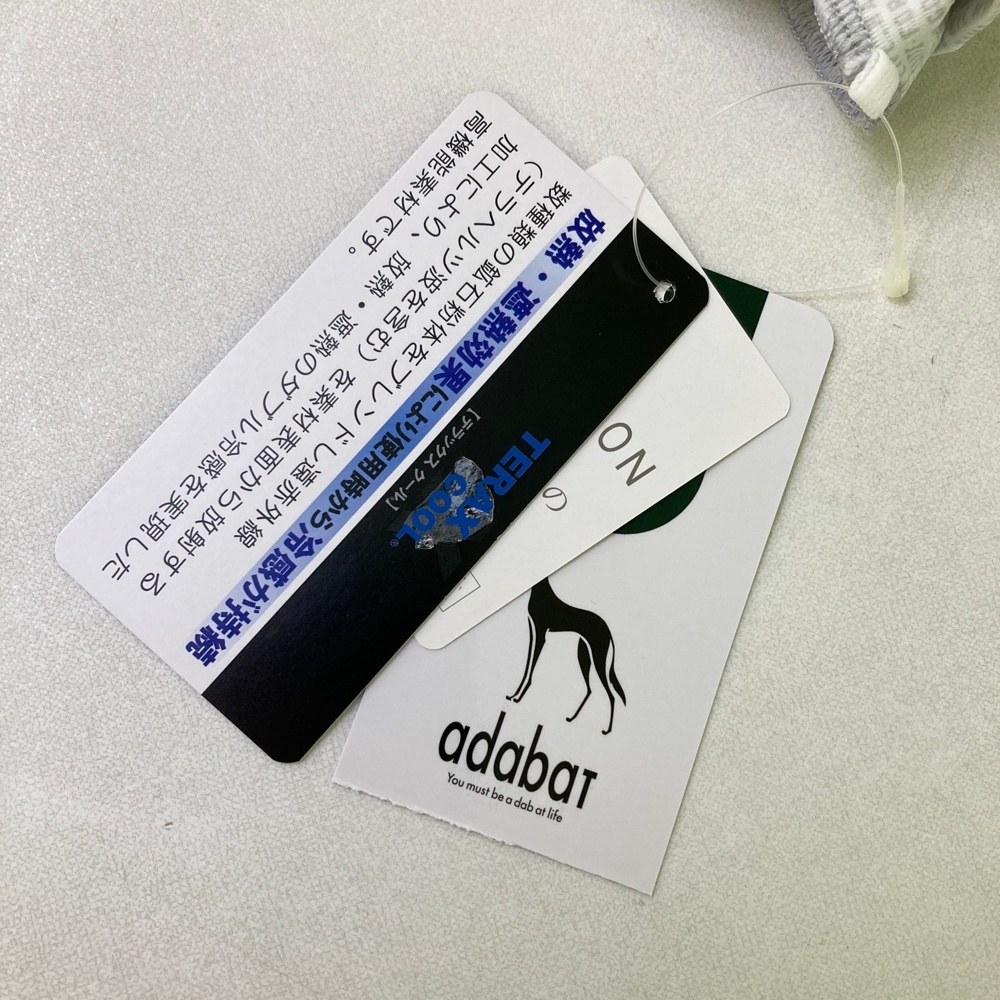 TERAX
COOL®
[テラックス クール]
放熱・遮熱効果により使用時から冷感が持続
数種類の鉱石粉体をブレンドし遠赤外線
(テラヘルツ波を含む) を素材表面から放射する
加工により、放熱・遮熱のダブル冷感を実現した
高機能素材です。
ON
の
adabat
You must be a dab at life